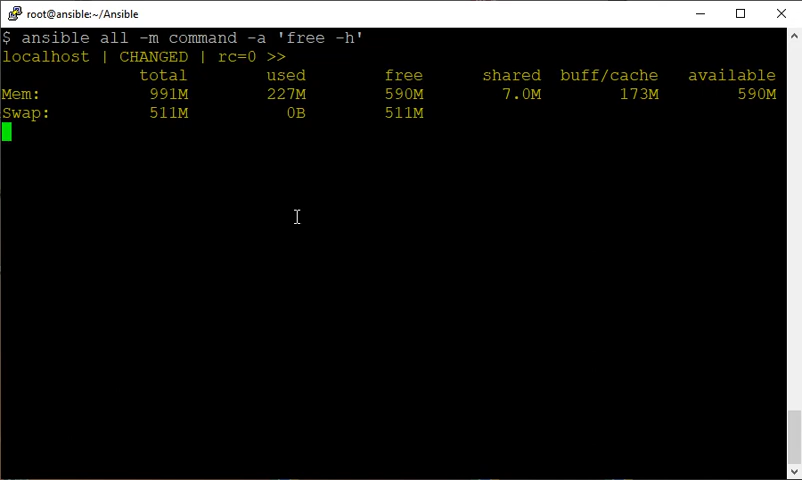 root@ansible:~/Ansible
$ ansible all -m command -a 'free -h'
localhost | CHANGED | rc=0 >>
total used free shared buff/cache available
Mem: 991M 227M 590M 7.0M 173M 590M
Swap: 511M 0B 511M